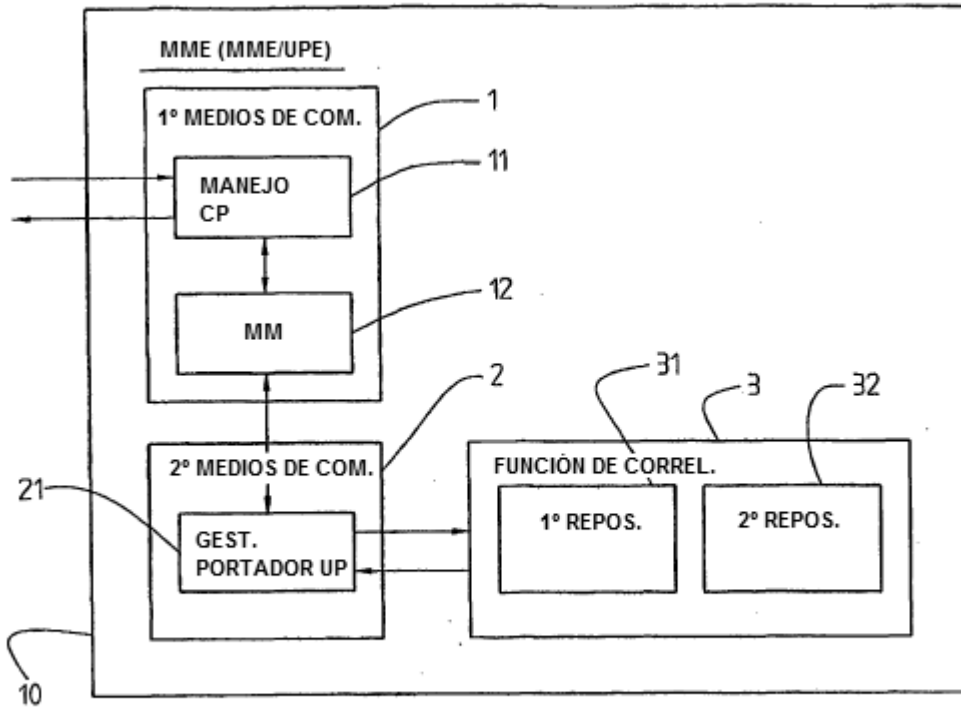 MME (MME/UPE)
1º MEDIOS DE COM.
1
MANEJO
CP
11
MM
12
2º MEDIOS DE COM.
2
21
GEST.
PORTADOR UP
31
3
32
FUNCIÓN DE CORREL.
1º REPOS.
2º REPOS.
10